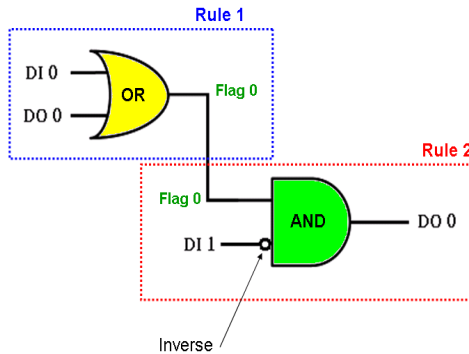 Rule 1
DI 0
OR
Flag 0
DO 0
Rule 2
Flag 0
AND
DO 0
DI 1
Inverse